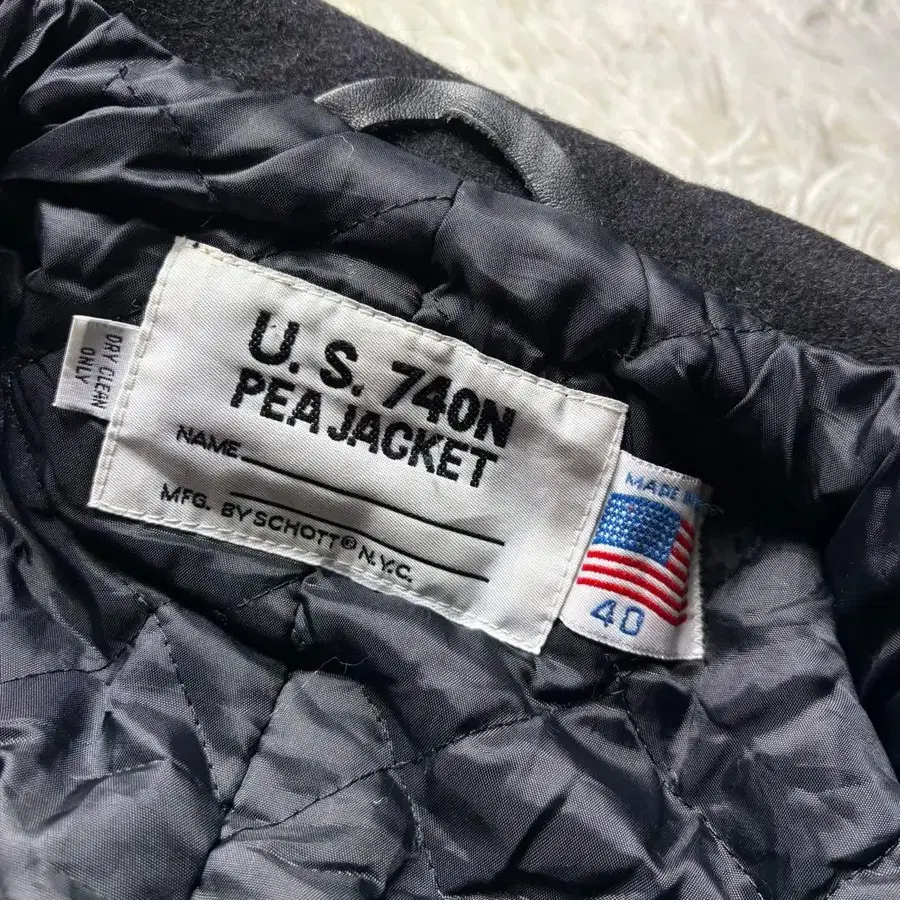 DRY CLEAN
ONLY
U.S. 740N
PEA JACKET
NAME
MFG. BY SCHOTT® N.Y.C.
MADE IN
40